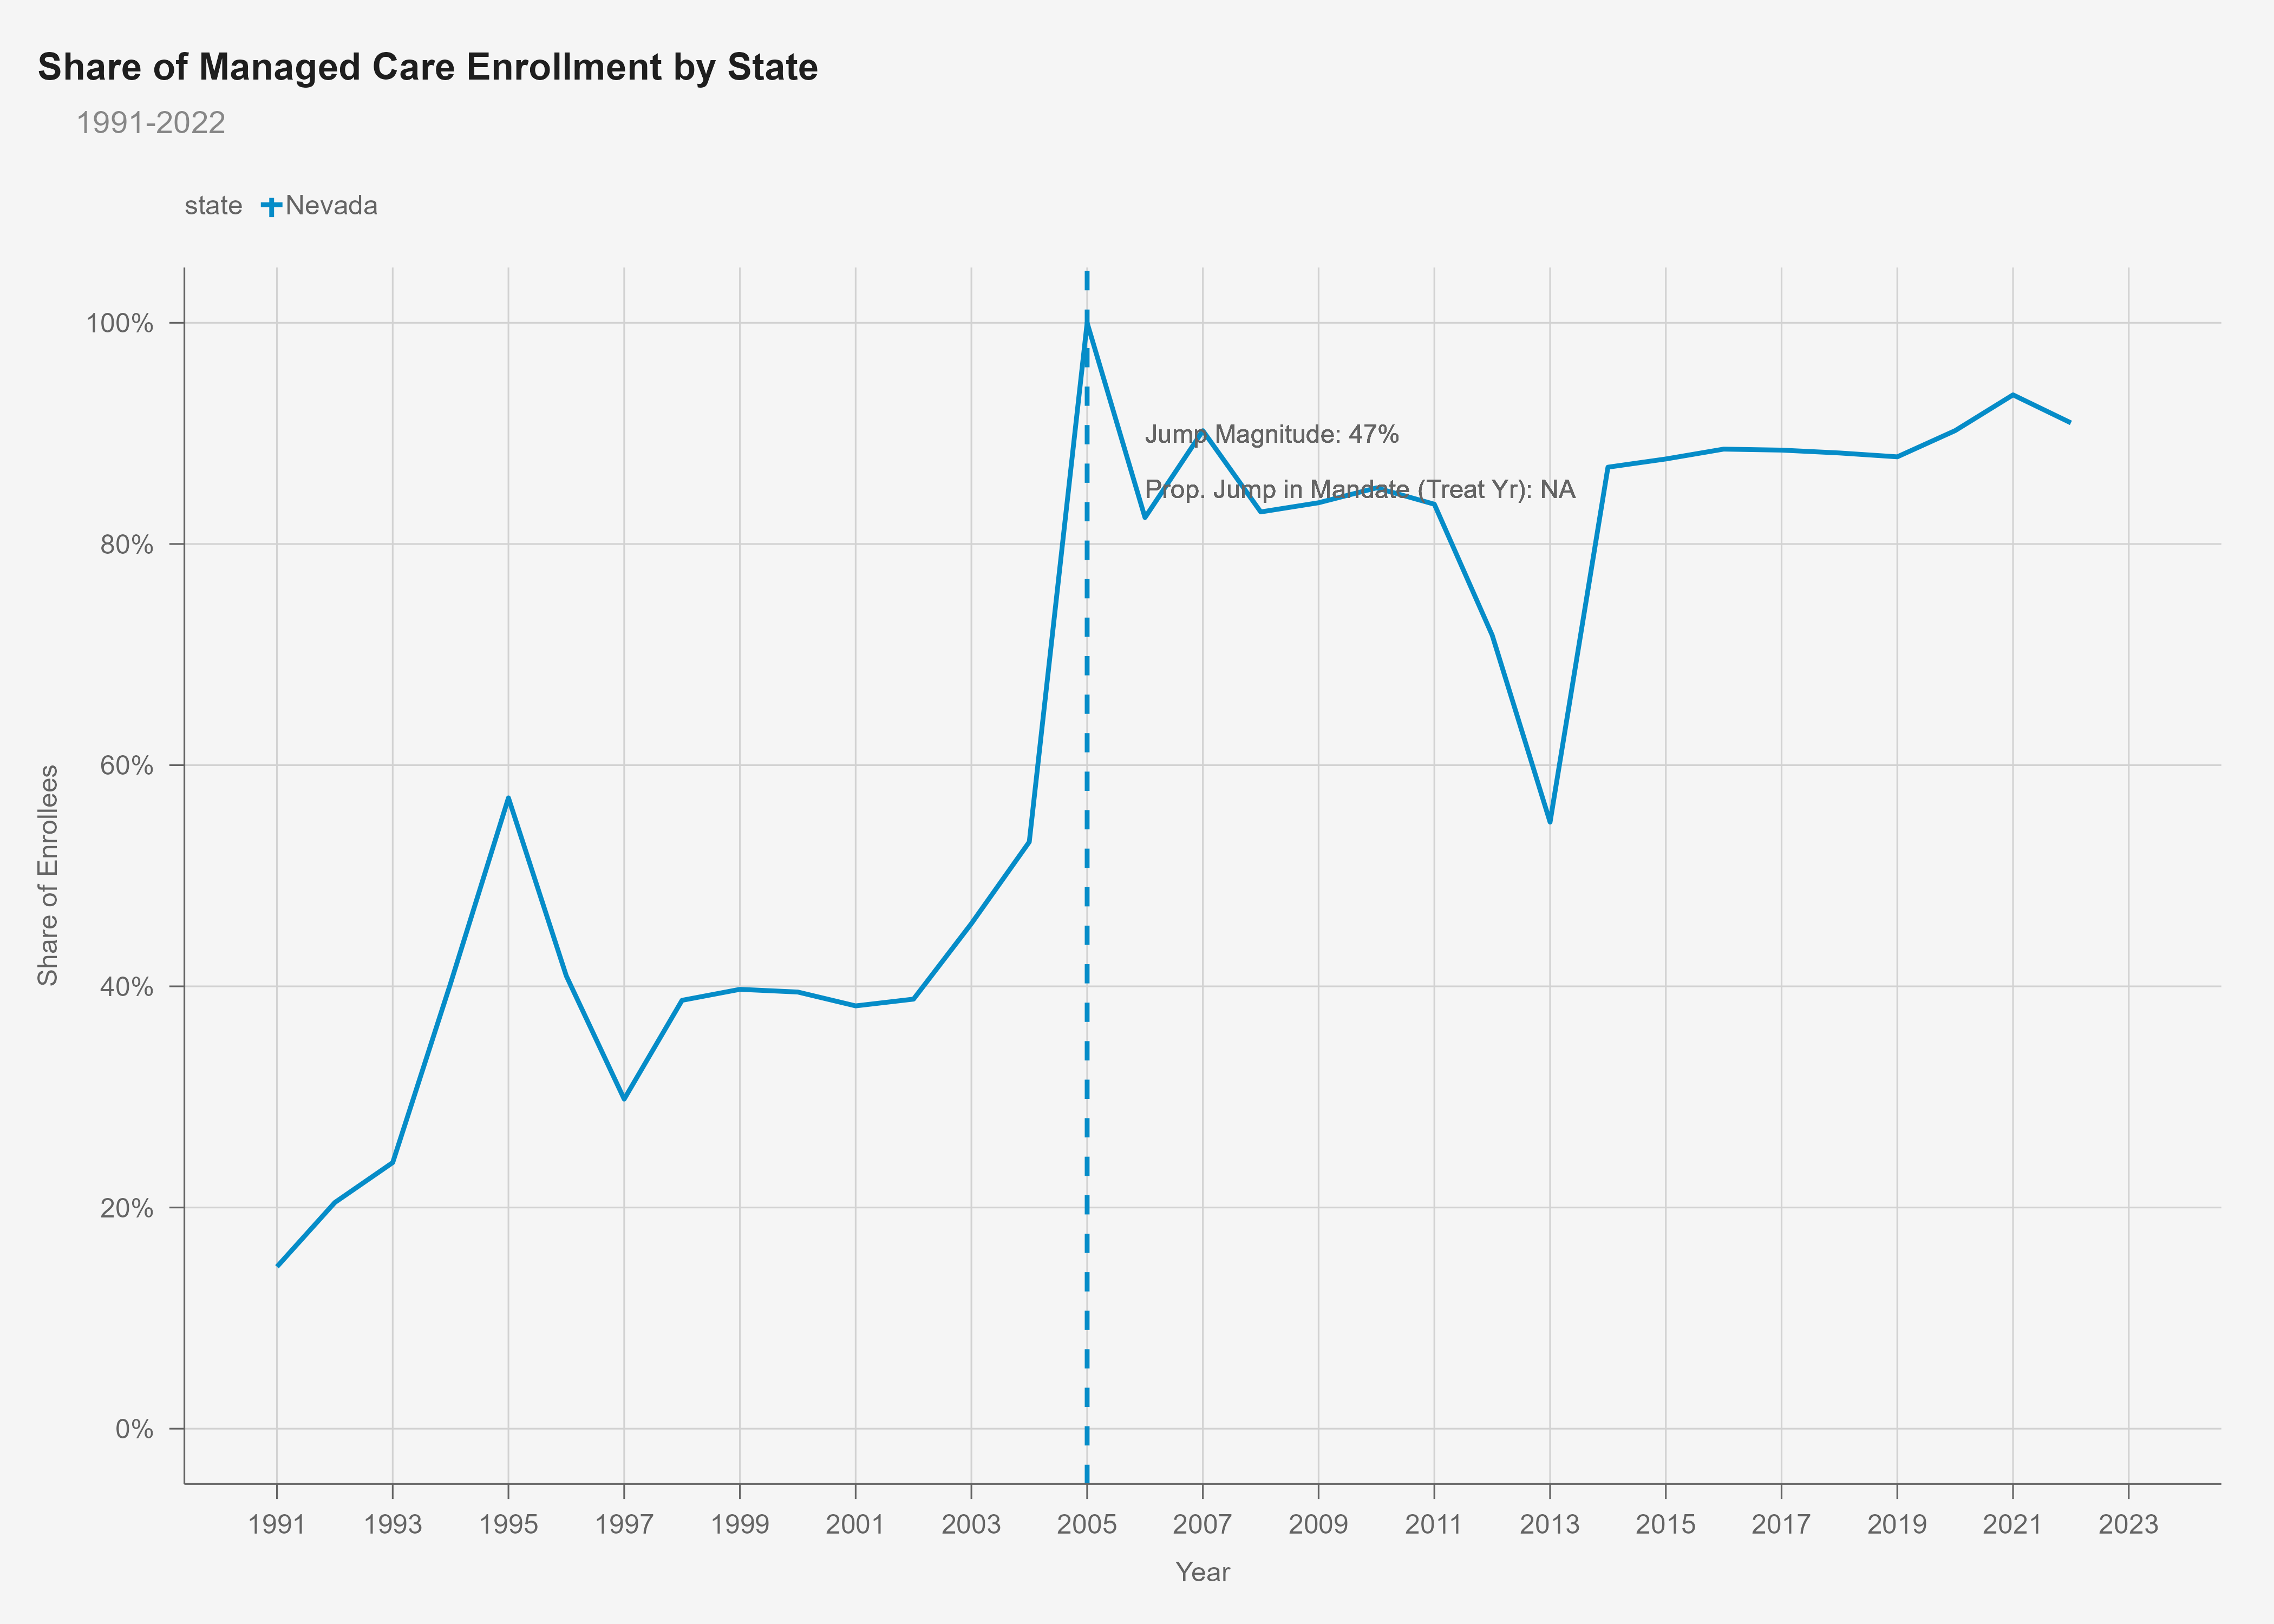 Share of Managed Care Enrollment by State
1991-2022
state Nevada
100%
80%
60%
40%
20%
0%
Share of Enrollees
Jump Magnitude: 47%
Prop. Jump in Mandate (Treat Yr): NA
1991 1993 1995 1997 1999 2001 2003 2005 2007 2009 2011 2013 2015 2017 2019 2021 2023
Year